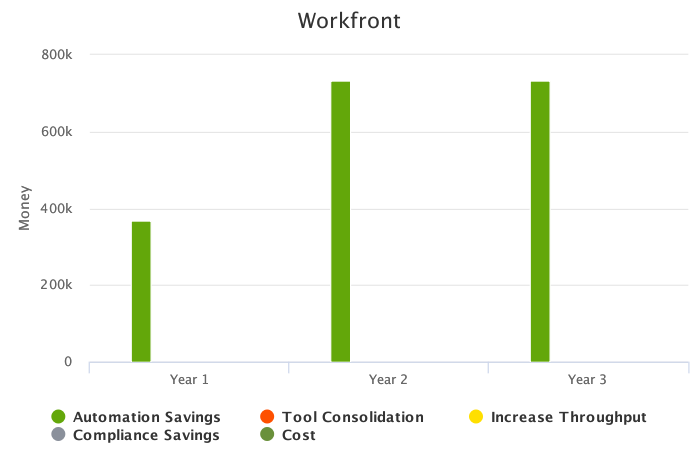 Workfront
800k
600k
400k
200k
0
Money
Year 1 Year 2 Year 3
Automation Savings Tool Consolidation Increase Throughput
Compliance Savings Cost